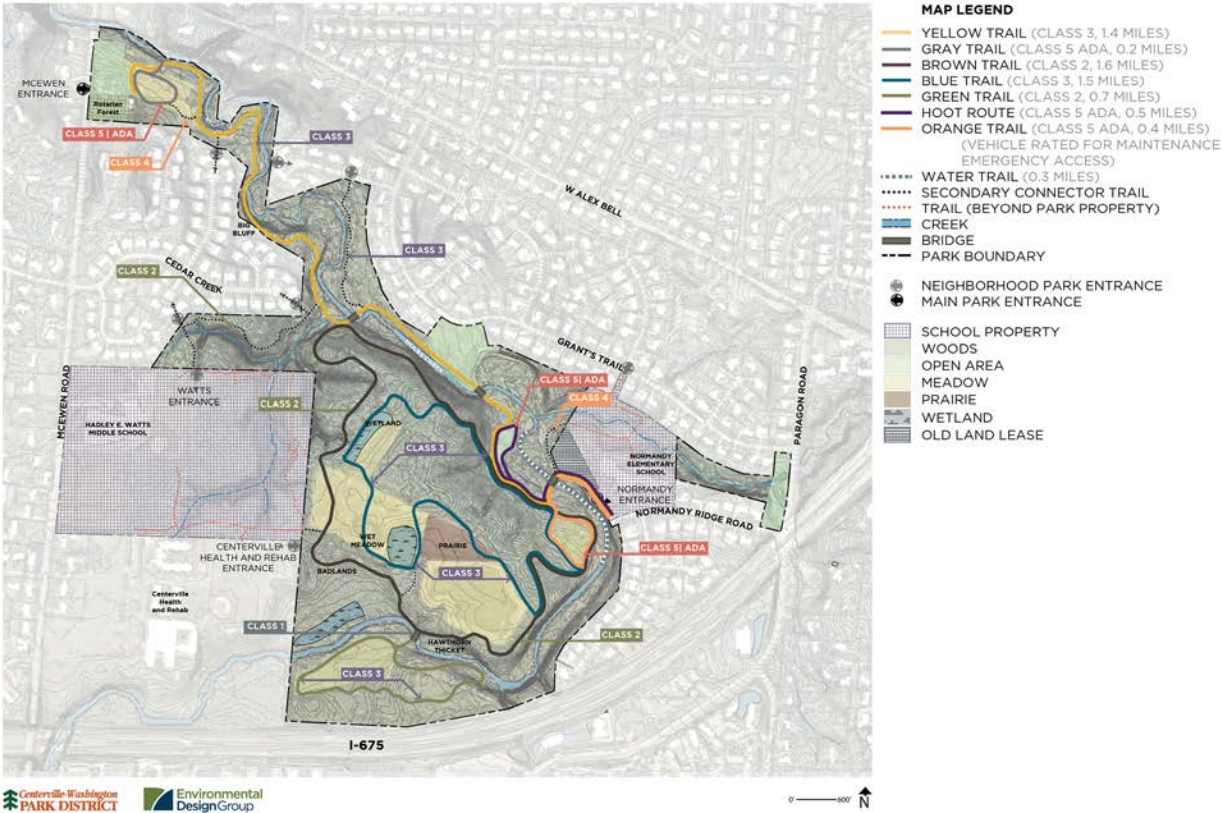 MAP LEGEND
YELLOW TRAIL (CLASS 3, 1.4 MILES)
GRAY TRAIL (CLASS 5 ADA, 0.2 MILES)
BROWN TRAIL (CLASS 2, 1.6 MILES)
BLUE TRAIL (CLASS 3, 1.5 MILES)
GREEN TRAIL (CLASS 2, 0.7 MILES)
HOOT ROUTE (CLASS 5 ADA, 0.5 MILES)
ORANGE TRAIL (CLASS 5 ADA, 0.4 MILES)
(VEHICLE RATED FOR MAINTENANCE
EMERGENCY ACCESS)
WATER TRAIL (0.3 MILES)
SECONDARY CONNECTOR TRAIL
TRAIL (BEYOND PARK PROPERTY)
CREEK
BRIDGE
PARK BOUNDARY
NEIGHBORHOOD PARK ENTRANCE
MAIN PARK ENTRANCE
SCHOOL PROPERTY
WOODS
OPEN AREA
MEADOW
PRAIRIE
WETLAND
OLD LAND LEASE
MCEWEN
ENTRANCE
Rotarian
Forest
CLASS 5 | ADA
CLASS 4
CLASS 3
W ALEX BELL
BIG
BLUFF
CLASS 3
CLASS 2
CEDAR CREEK
GRANT'S TRAIL
MCEWEN ROAD
WATTS
ENTRANCE
CLASS 5| ADA
CLASS 4
PARAGON ROAD
CLASS 2
HADLEY E. WATTS
MIDDLE SCHOOL
WETLAND
CLASS 3
NORMANDY
ELEMENTARY
SCHOOL
NORMANDY
ENTRANCE
NORMANDY RIDGE ROAD
CENTERVILLE
HEALTH AND REHAB
ENTRANCE
WET
MEADOW
PRAIRIE
CLASS 5| ADA
BADLANDS
CLASS 3
Centerville
Health
and Rehab
CLASS 1
HAWTHORN
THICKET
CLASS 2
CLASS 3
I-675
Centerville-Washington
PARK DISTRICT
Environmental
DesignGroup
0'
600'
N